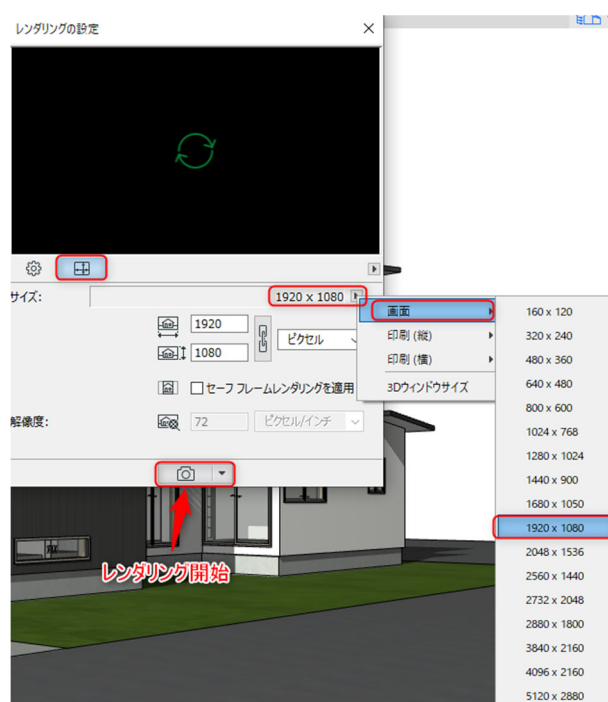 レンダリングの設定
サイズ:
1920 x 1080
1920
1080
ピクセル
セーフ フレームレンダリングを適用
解像度:
72
ピクセル/インチ
レンダリング開始
画面
印刷 (縦)
印刷 (横)
3Dウィンドウサイズ
160 x 120
320 x 240
480 x 360
640 x 480
800 x 600
1024 x 768
1280 x 1024
1440 x 900
1680 x 1050
1920 x 1080
2048 x 1536
2560 x 1440
2732 x 2048
2880 x 1800
3840 x 2160
4096 x 2160
5120 x 2880